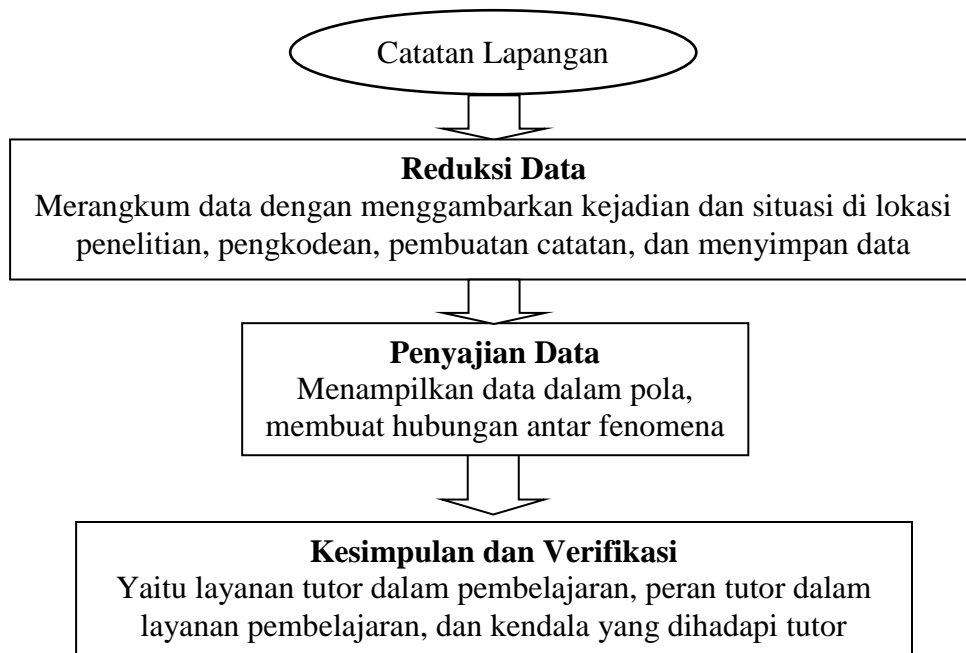 Catatan Lapangan
Reduksi Data
Merangkum data dengan menggambarkan kejadian dan situasi di lokasi
penelitian, pengkodean, pembuatan catatan, dan menyimpan data
Penyajian Data
Menampilkan data dalam pola,
membuat hubungan antar fenomena
Kesimpulan dan Verifikasi
Yaitu layanan tutor dalam pembelajaran, peran tutor dalam
layanan pembelajaran, dan kendala yang dihadapi tutor